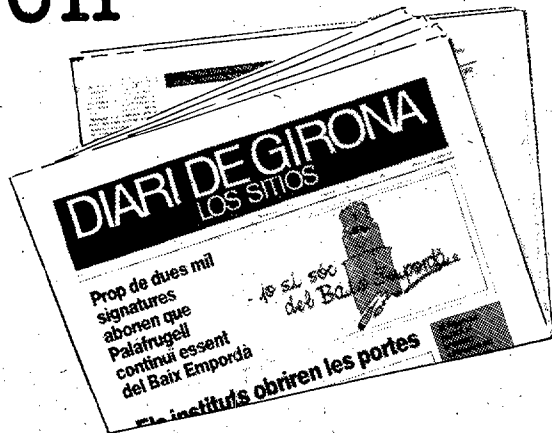 DIARI DE GIRONA
LOS SITIOS
Prop de dues mil
signatures
abonen que
Palafrugell
continuï essent
del Baix Empordà
jo sí sóc
del Baix Empordà
Els instituts obriren les portes